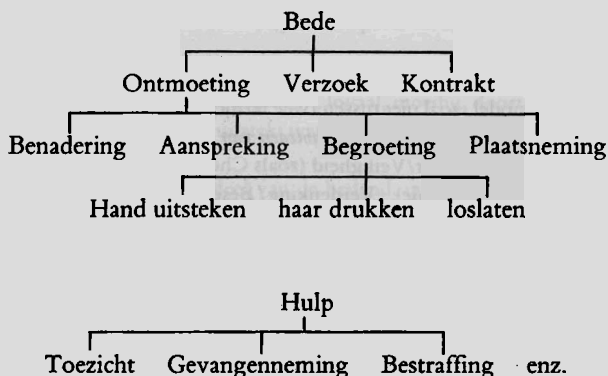 Bede
Ontmoeting Verzoek Kontrakt
Benadering Aanspreking Begroeting Plaatsneming
Hand uitsteken haar drukken loslaten
Hulp
Toezicht Gevangenneming Bestraffing enz.